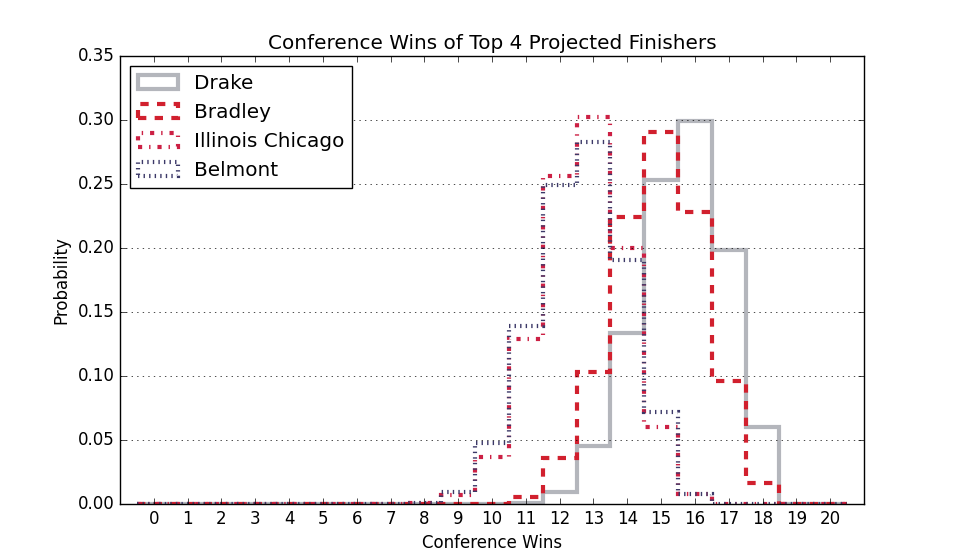 Conference Wins of Top 4 Projected Finishers
0.35
0.30
0.25
0.20
0.15
0.10
0.05
0.00
Probability
Drake
Bradley
Illinois Chicago
Belmont
0 1 2 3 4 5 6 7 8 9 10 11 12 13 14 15 16 17 18 19 20
Conference Wins